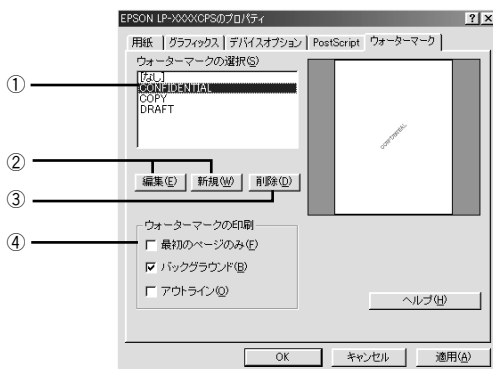 EPSON LP-XXXXCPSのプロパティ
用紙 グラフィックス デバイスオプション PostScript ウォーターマーク
ウォーターマークの選択(S)
① [なし]
CONFIDENTIAL
COPY
DRAFT
CONFIDENTIAL
②
編集(E) 新規(W) 削除(D)
③
ウォーターマークの印刷
④ 最初のページのみ(F)
バックグラウンド(B)
アウトライン(O)
ヘルプ(H)
OK キャンセル 適用(A)